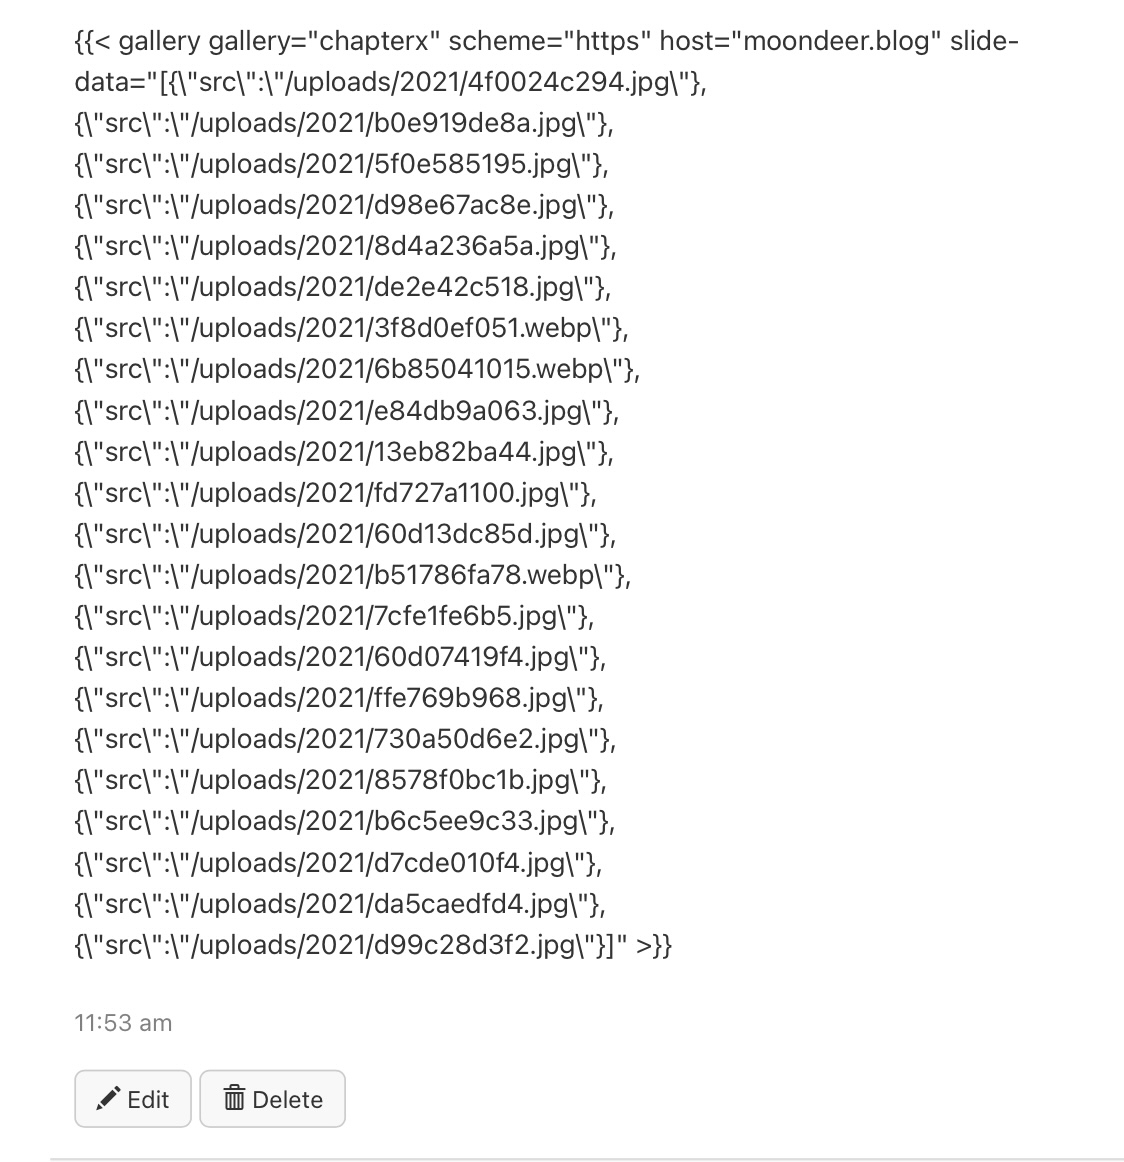 {{< gallery gallery="chapterx" scheme="https" host="moondeer.blog" slide-
data="[{\"src\":\"/uploads/2021/4f0024c294.jpg\"},
{\"src\":\"/uploads/2021/b0e919de8a.jpg\"},
{\"src\":\"/uploads/2021/5f0e585195.jpg\"},
{\"src\":\"/uploads/2021/d98e67ac8e.jpg\"},
{\"src\":\"/uploads/2021/8d4a236a5a.jpg\"},
{\"src\":\"/uploads/2021/de2e42c518.jpg\"},
{\"src\":\"/uploads/2021/3f8d0ef051.webp\"},
{\"src\":\"/uploads/2021/6b85041015.webp\"},
{\"src\":\"/uploads/2021/e84db9a063.jpg\"},
{\"src\":\"/uploads/2021/13eb82ba44.jpg\"},
{\"src\":\"/uploads/2021/fd727a1100.jpg\"},
{\"src\":\"/uploads/2021/60d13dc85d.jpg\"},
{\"src\":\"/uploads/2021/b51786fa78.webp\"},
{\"src\":\"/uploads/2021/7cfe1fe6b5.jpg\"},
{\"src\":\"/uploads/2021/60d07419f4.jpg\"},
{\"src\":\"/uploads/2021/ffe769b968.jpg\"},
{\"src\":\"/uploads/2021/730a50d6e2.jpg\"},
{\"src\":\"/uploads/2021/8578f0bc1b.jpg\"},
{\"src\":\"/uploads/2021/b6c5ee9c33.jpg\"},
{\"src\":\"/uploads/2021/d7cde010f4.jpg\"},
{\"src\":\"/uploads/2021/da5caedfd4.jpg\"},
{\"src\":\"/uploads/2021/d99c28d3f2.jpg\"}]" >}}
11:53 am
Edit Delete